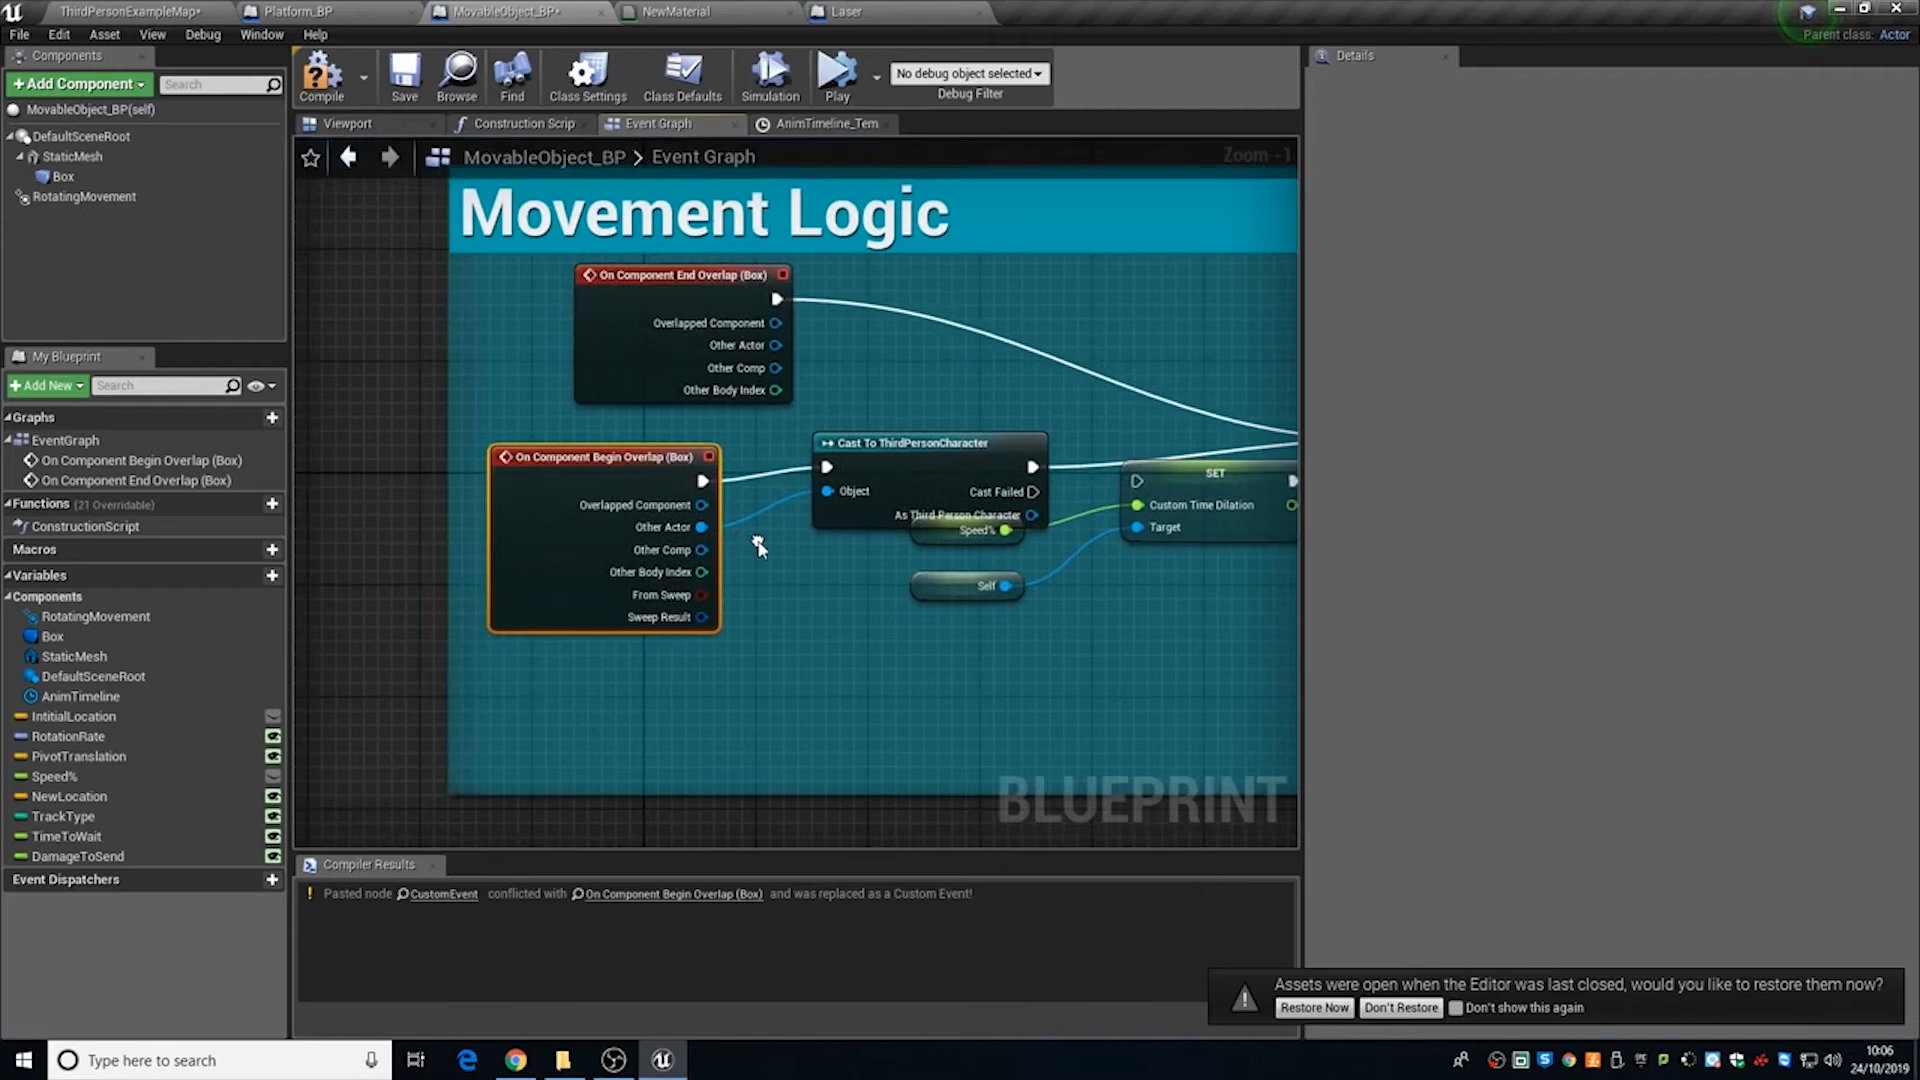 ThirdPersonExampleMap*
Platform_BP
MovableObject_BP*
NewMaterial
Laser
File Edit Asset View Debug Window Help
Parent class: Actor
Components
Details
+Add Component
Search
Compile
Save
Browse
Find
Class Settings
Class Defaults
Simulation
Play
No debug object selected
Debug Filter
MovableObject_BP(self)
Viewport
Construction Scrip
Event Graph
AnimTimeline_Tem
DefaultSceneRoot
StaticMesh
Box
RotatingMovement
MovableObject_BP > Event Graph
Zoom -1
Movement Logic
On Component End Overlap (Box)
Overlapped Component
Other Actor
Other Comp
Other Body Index
My Blueprint
+Add New
Search
Graphs
EventGraph
On Component Begin Overlap (Box)
On Component End Overlap (Box)
Functions (21 Overridable)
ConstructionScript
Macros
Variables
Components
RotatingMovement
Box
StaticMesh
DefaultSceneRoot
AnimTimeline
IntitialLocation
RotationRate
PivotTranslation
Speed%
NewLocation
TrackType
TimeToWait
DamageToSend
Event Dispatchers
On Component Begin Overlap (Box)
Overlapped Component
Other Actor
Other Comp
Other Body Index
From Sweep
Sweep Result
Cast To ThirdPersonCharacter
Object
Cast Failed
As Third Person Character
Speed%
Self
SET
Custom Time Dilation
Target
BLUEPRINT
Compiler Results
! Pasted node CustomEvent conflicted with On Component Begin Overlap (Box) and was replaced as a Custom Event!
Assets were open when the Editor was last closed, would you like to restore them now?
Restore Now
Don't Restore
Don't show this again
Type here to search
10:06
24/10/2019